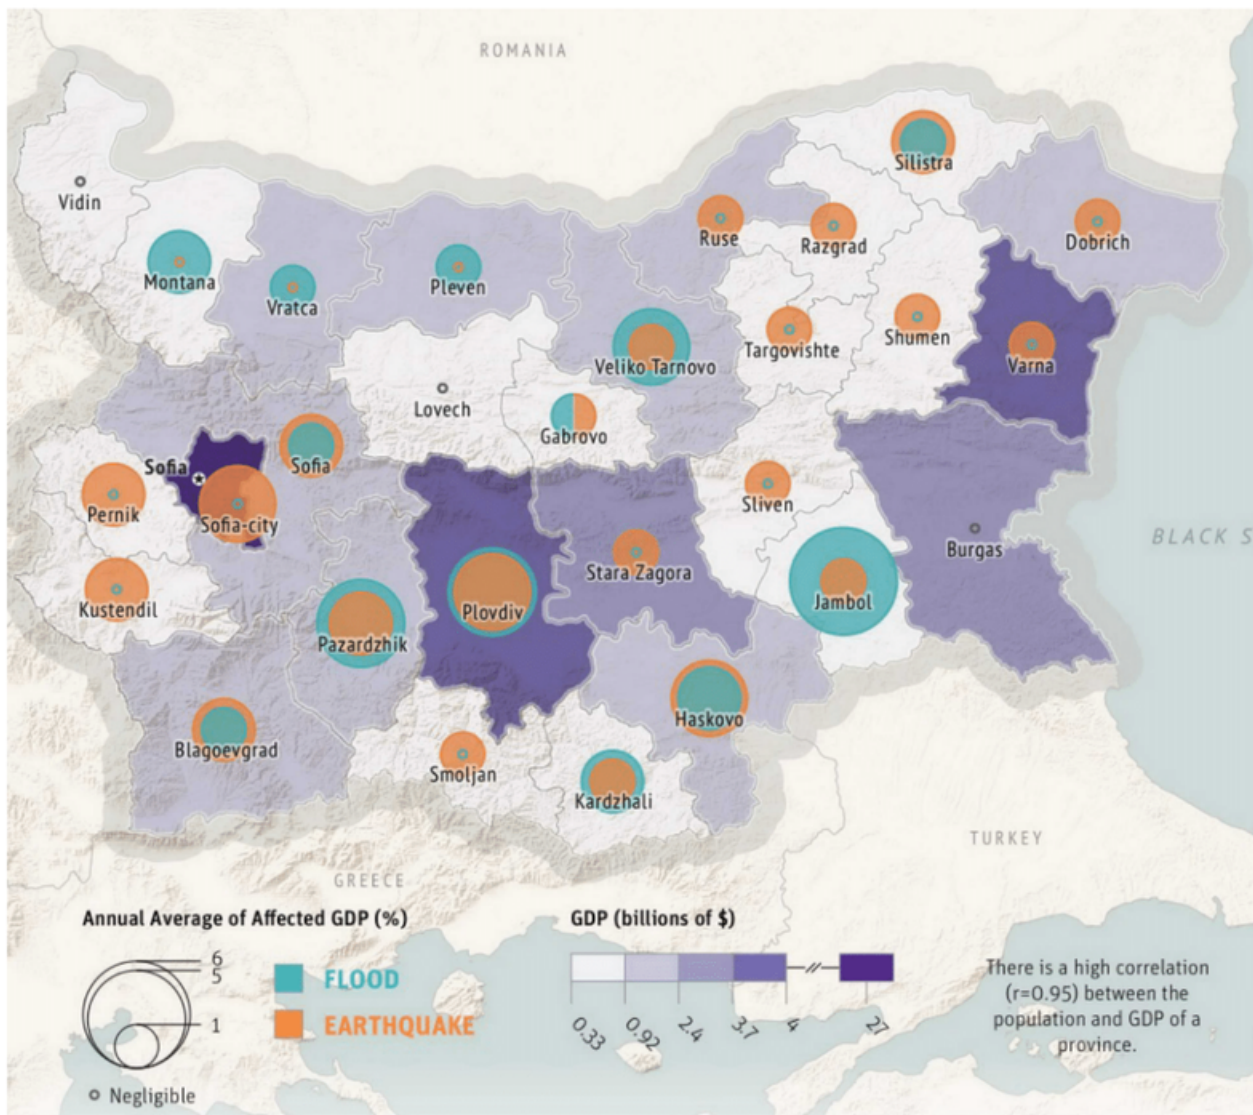 ROMANIA
Silistra
Vidin
Ruse
Razgrad
Dobrich
Montana
Vratca
Pleven
Veliko Tarnovo
Targovishte
Shumen
Varna
Lovech
Gabrovo
Sofia
Sofia
Sliven
Pernik
Sofia-city
Burgas
BLACK S
Stara Zagora
Kustendil
Plovdiv
Jambol
Pazardzhik
Haskovo
Blagoevgrad
Smoljan
Kardzhali
TURKEY
GREECE
Annual Average of Affected GDP (%)
6
5
1
FLOOD
EARTHQUAKE
Negligible
GDP (billions of $)
0.33
0.92
2.4
3.7
4
27
There is a high correlation
(r=0.95) between the
population and GDP of a
province.